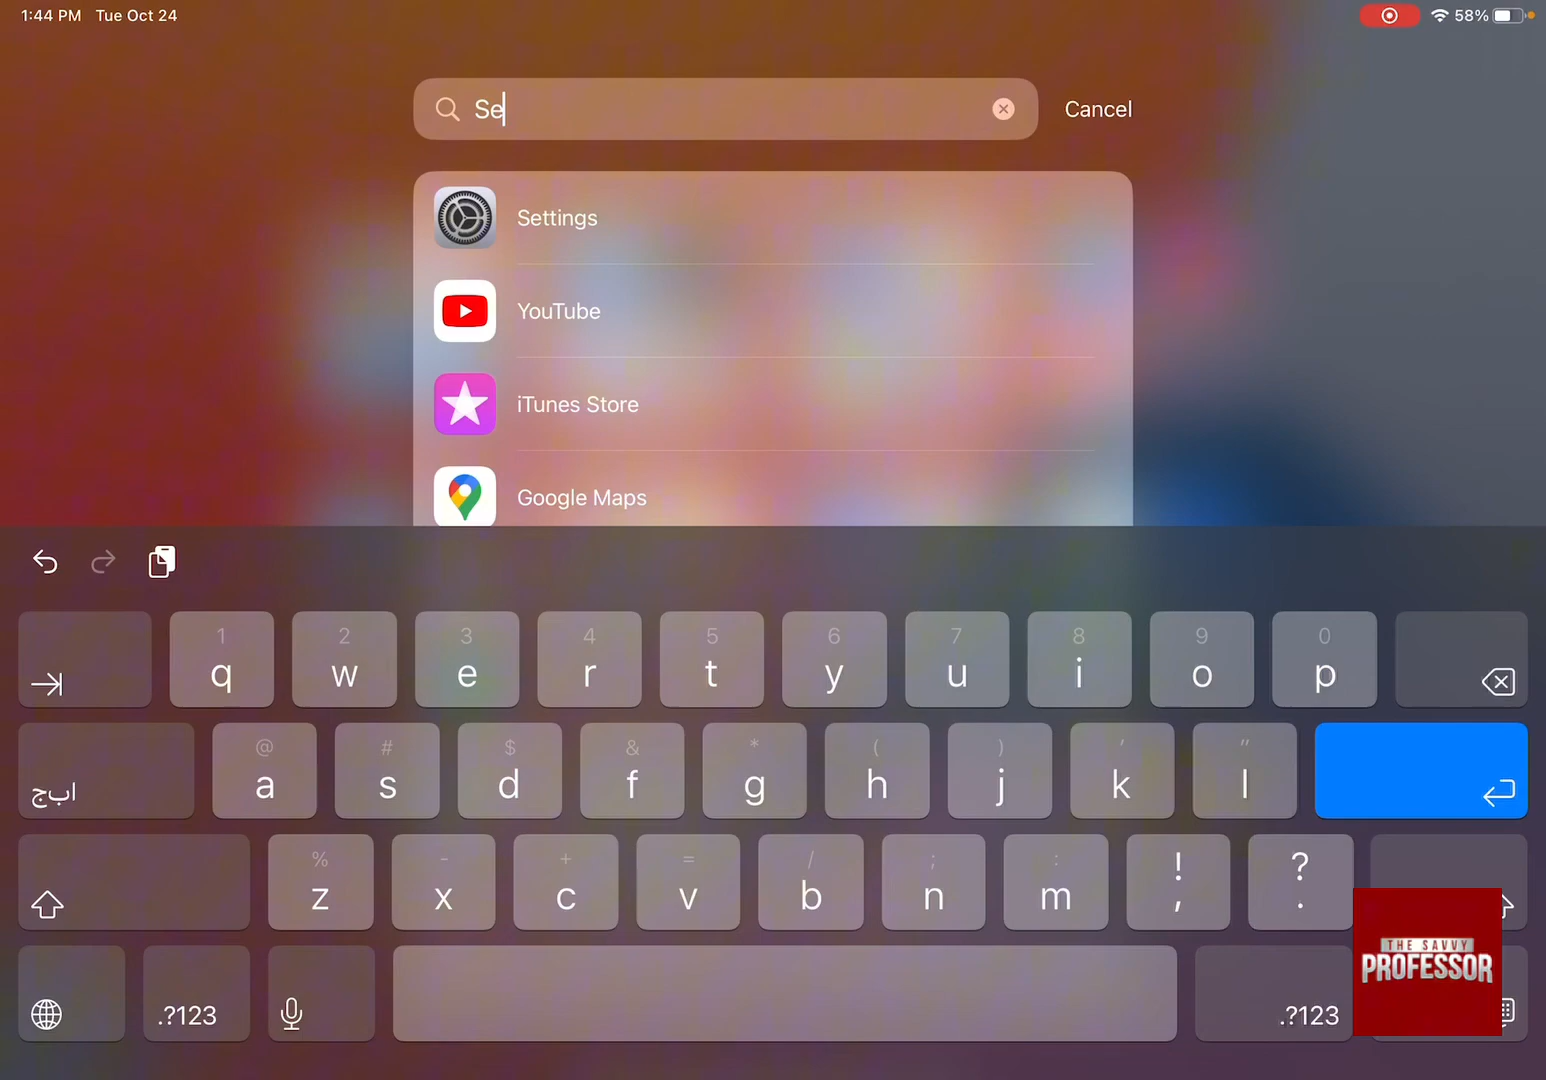 1:44 PM Tue Oct 24
58%
Se
Cancel
Settings
YouTube
iTunes Store
Google Maps
1 2 3 4 5 6 7 8 9 0
q w e r t y u i o p
@ # $ & * ( ) ' "
ابج a s d f g h j k l
% - + = / ; : ! ?
z x c v b n m , .
.?123 .?123
THE SAVVY
PROFESSOR